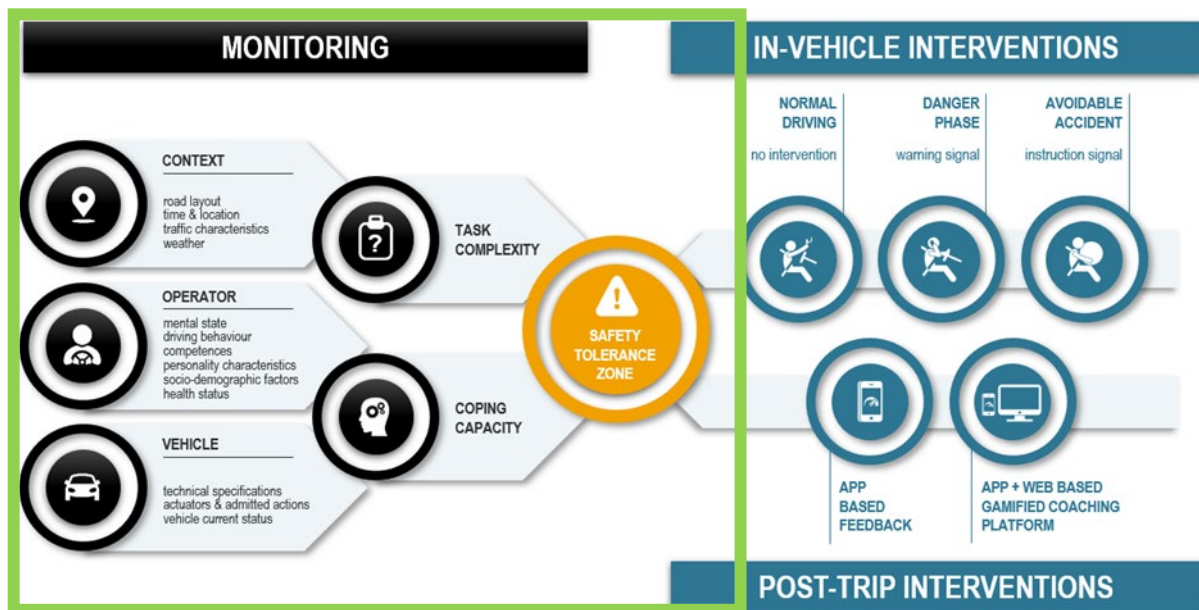 MONITORING
CONTEXT
road layout
time & location
traffic characteristics
weather
OPERATOR
mental state
driving behaviour
competences
personality characteristics
socio-demographic factors
health status
VEHICLE
technical specifications
actuators & admitted actions
vehicle current status
?
TASK
COMPLEXITY
COPING
CAPACITY
!
SAFETY
TOLERANCE
ZONE
IN-VEHICLE INTERVENTIONS
NORMAL
DRIVING
no intervention
DANGER
PHASE
warning signal
AVOIDABLE
ACCIDENT
instruction signal
APP
BASED
FEEDBACK
APP + WEB BASED
GAMIFIED COACHING
PLATFORM
POST-TRIP INTERVENTIONS